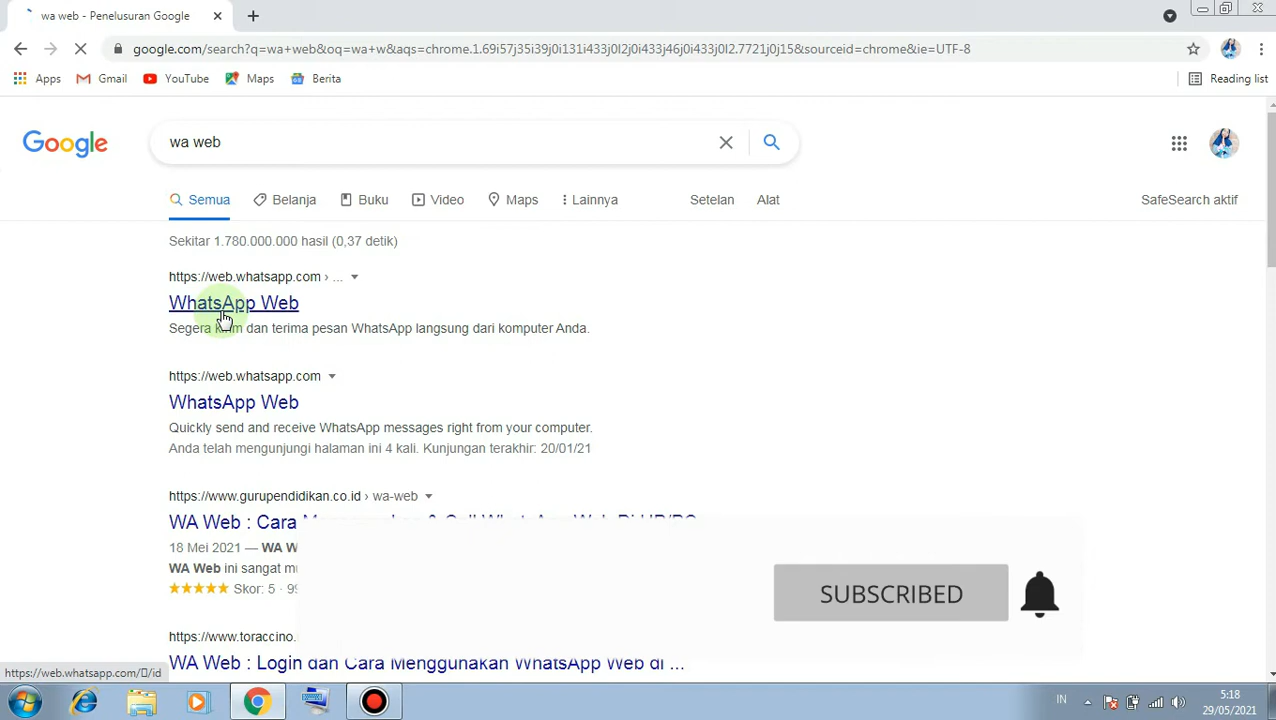 wa web - Penelusuran Google
google.com/search?q=wa+web&oq=wa+w&aqs=chrome.1.69i57j35i39j0i131i433j0l2j0i433j46j0i433j0l2.7721j0j15&sourceid=chrome&ie=UTF-8
Apps Gmail YouTube Maps Berita Reading list
Google wa web
Semua Belanja Buku Video Maps Lainnya Setelan Alat SafeSearch aktif
Sekitar 1.780.000.000 hasil (0,37 detik)
https://web.whatsapp.com › ...
WhatsApp Web
Segera kirim dan terima pesan WhatsApp langsung dari komputer Anda.
https://web.whatsapp.com
WhatsApp Web
Quickly send and receive WhatsApp messages right from your computer.
Anda telah mengunjungi halaman ini 4 kali. Kunjungan terakhir: 20/01/21
https://www.gurupendidikan.co.id › wa-web
WA Web : Cara
18 Mei 2021 — WA W
WA Web ini sangat
Skor: 5 · 99
SUBSCRIBED
https://www.toraccino.
WA Web : Login dan Cara Menggunakan WhatsApp Web di ...
https://web.whatsapp.com/ /id
IN 5:18
29/05/2021